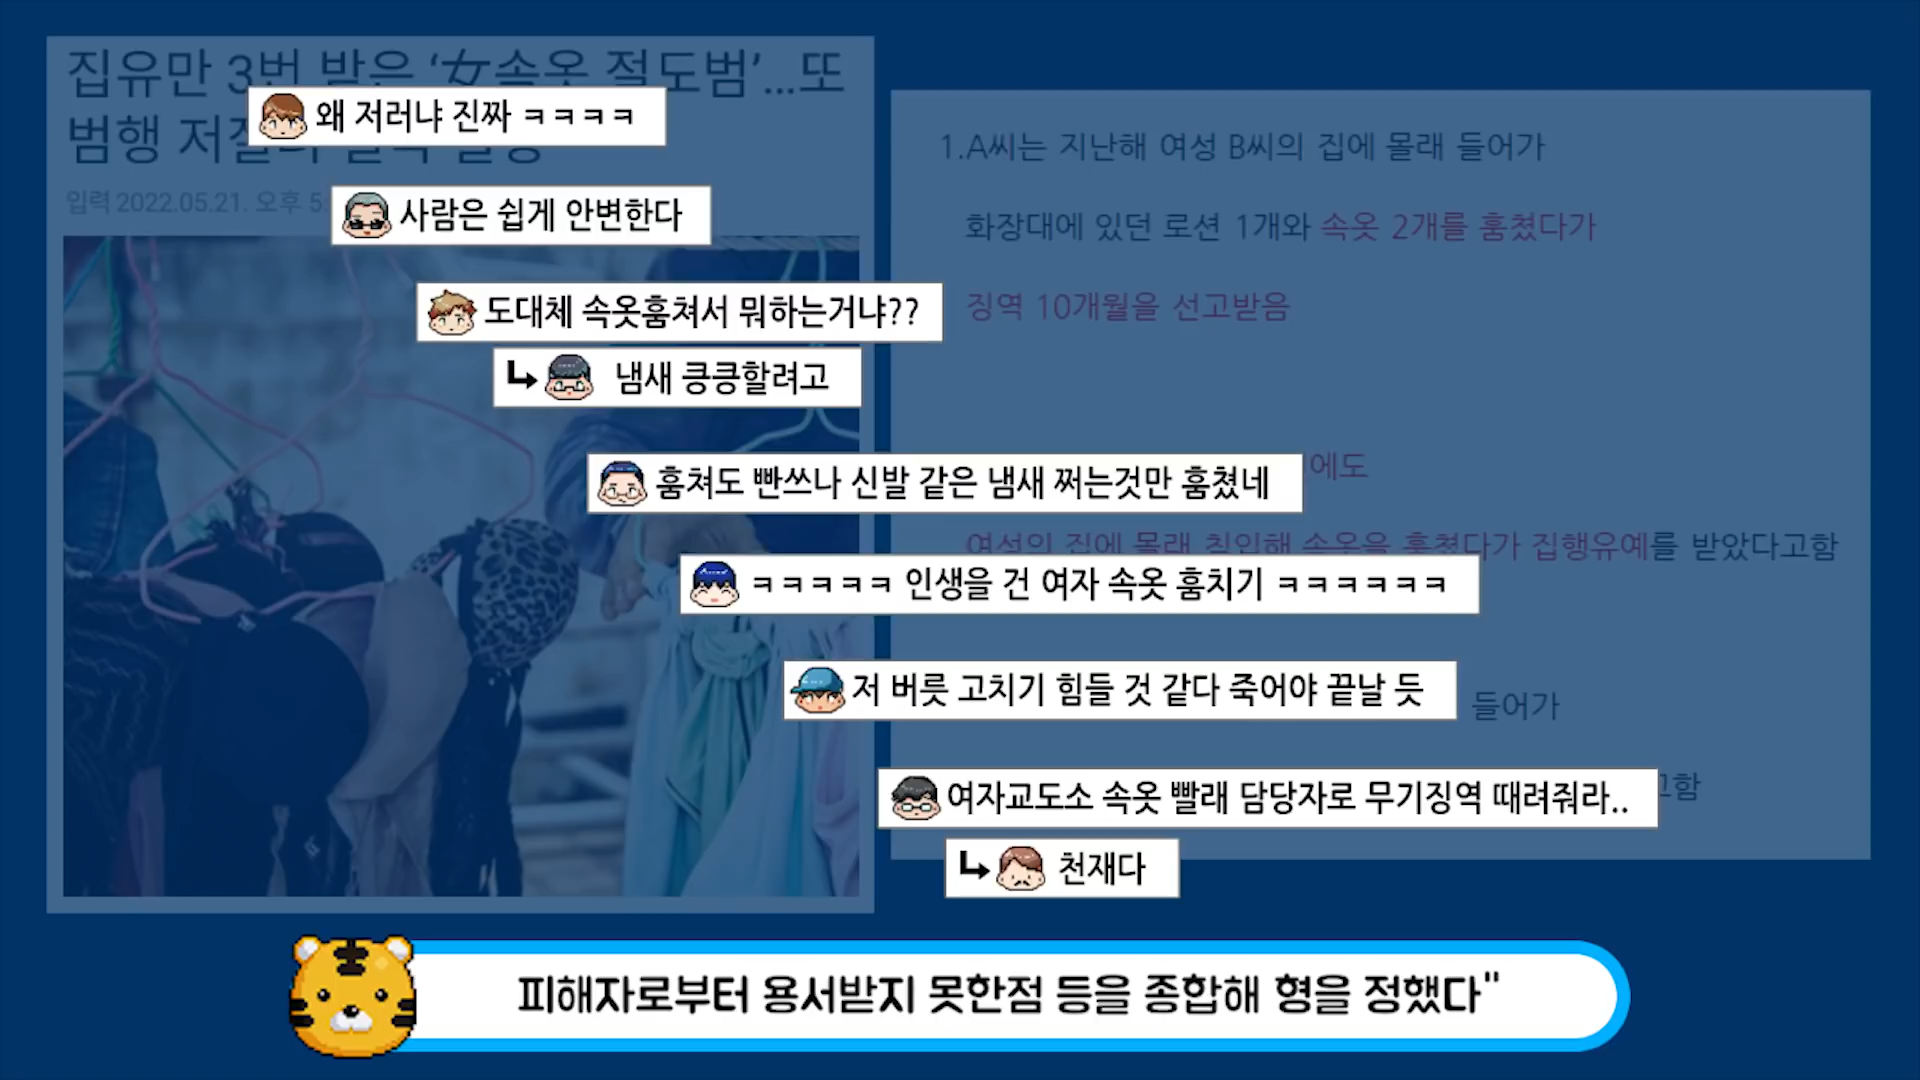 집유만 3번 받은 ‘女속옷 절도범’...또
범행 저질러
입력 2022.05.21. 오후 5:
왜 저러냐 진짜 ㅋㅋㅋㅋ
사람은 쉽게 안변한다
도대체 속옷훔쳐서 뭐하는거냐??
냄새 킁킁할려고
훔쳐도 빤쓰나 신발 같은 냄새 쩌는것만 훔쳤네
ㅋㅋㅋㅋㅋ 인생을 건 여자 속옷 훔치기 ㅋㅋㅋㅋㅋㅋ
저 버릇 고치기 힘들 것 같다 죽어야 끝날 듯
여자교도소 속옷 빨래 담당자로 무기징역 때려줘라..
천재다
1.A씨는 지난해 여성 B씨의 집에 몰래 들어가
화장대에 있던 로션 1개와 속옷 2개를 훔쳤다가
징역 10개월을 선고받음
에도
여성의 집에 몰래 침입해 속옷을 훔쳤다가 집행유예를 받았다고함
들어가
고함
피해자로부터 용서받지 못한점 등을 종합해 형을 정했다"